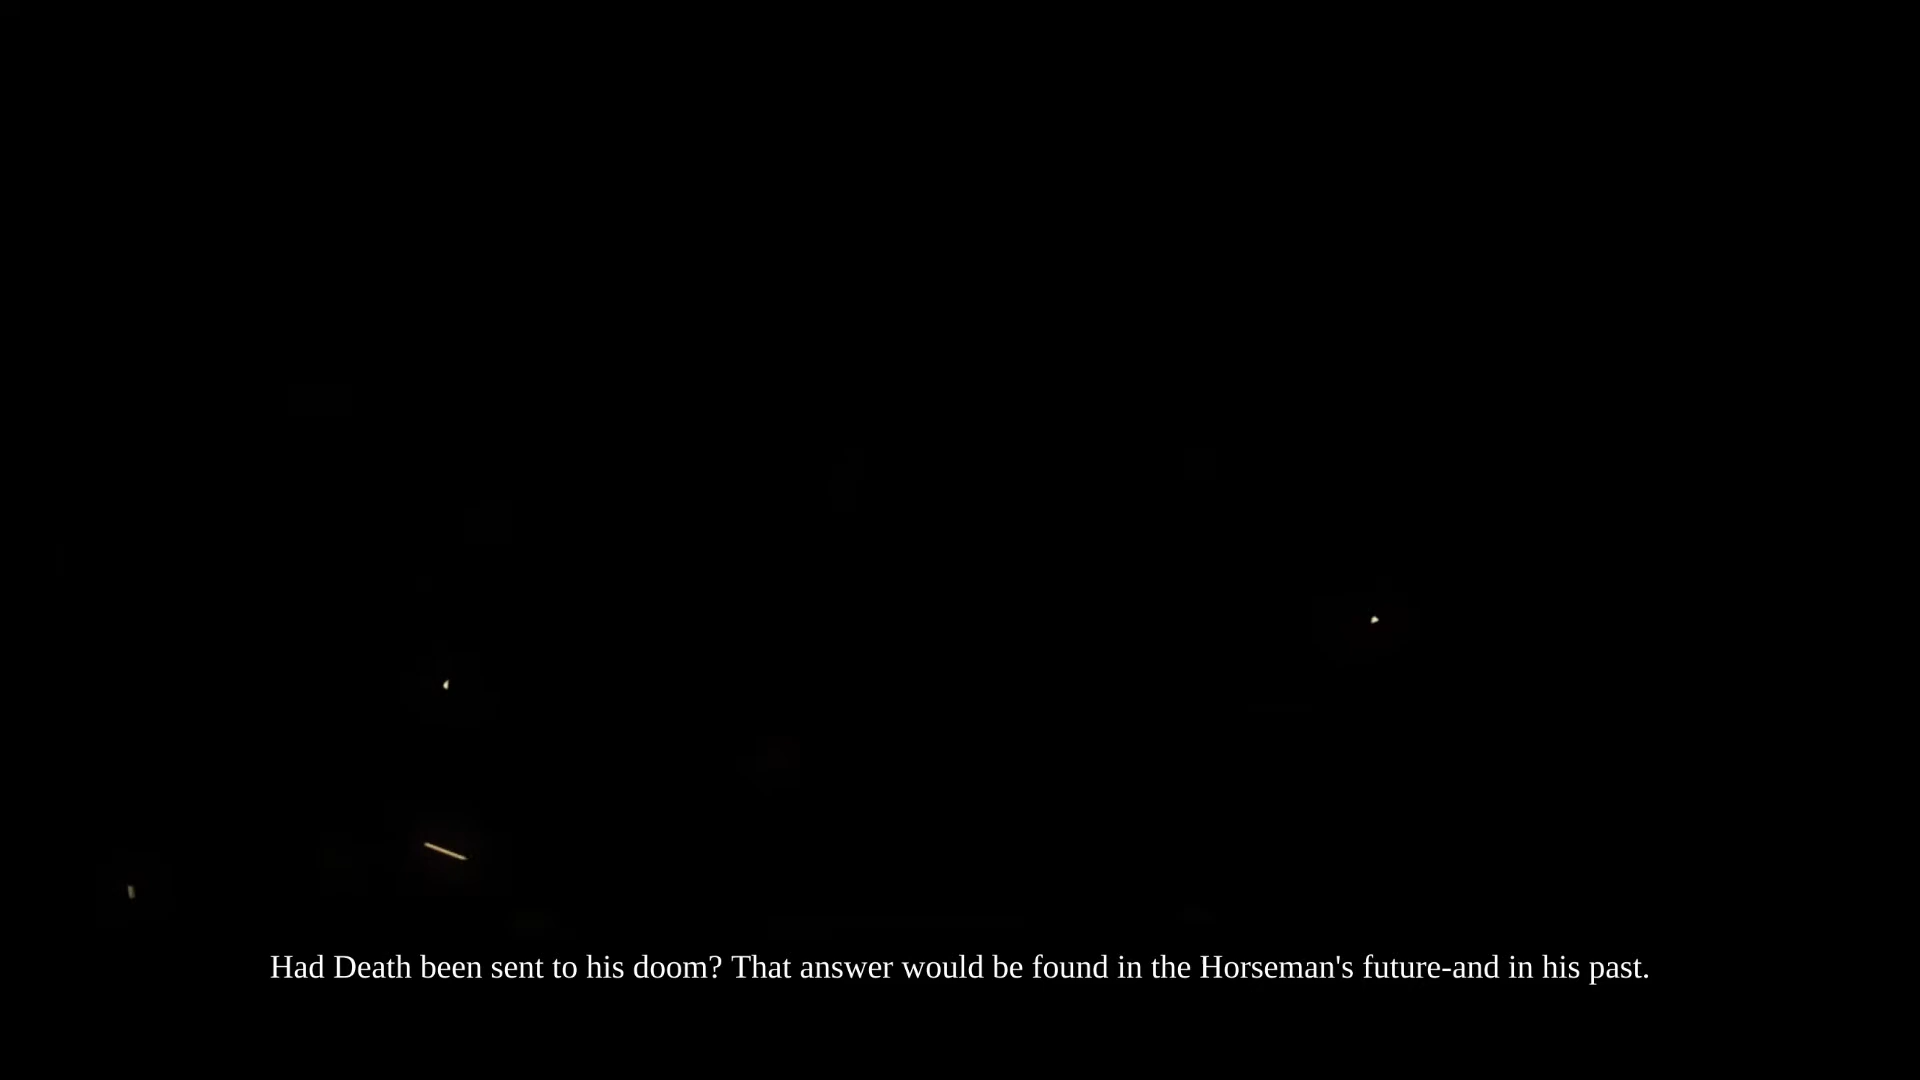 Had Death been sent to his doom? That answer would be found in the Horseman's future-and in his past.